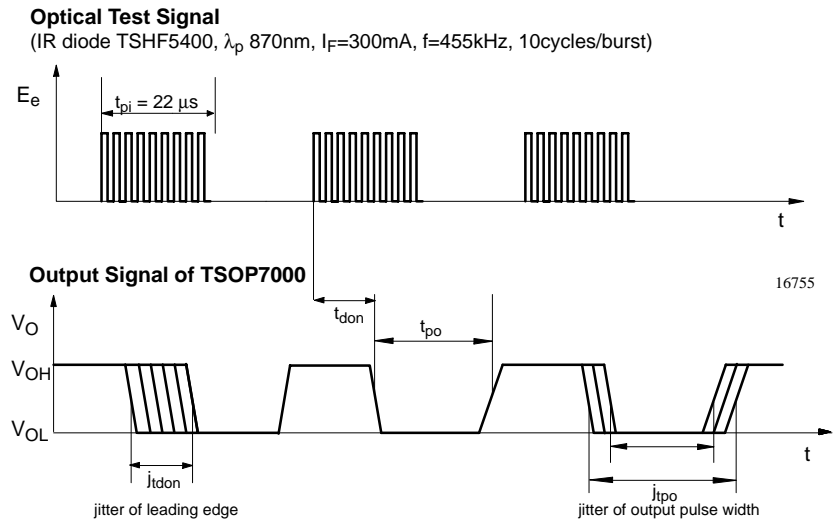 Optical Test Signal
(IR diode TSHF5400, λp 870nm, IF=300mA, f=455kHz, 10cycles/burst)
Ee
tpi = 22 μs
t
Output Signal of TSOP7000
16755
VO
tdon
tpo
VOH
VOL
t
jtdon
jtpo
jitter of leading edge
jitter of output pulse width